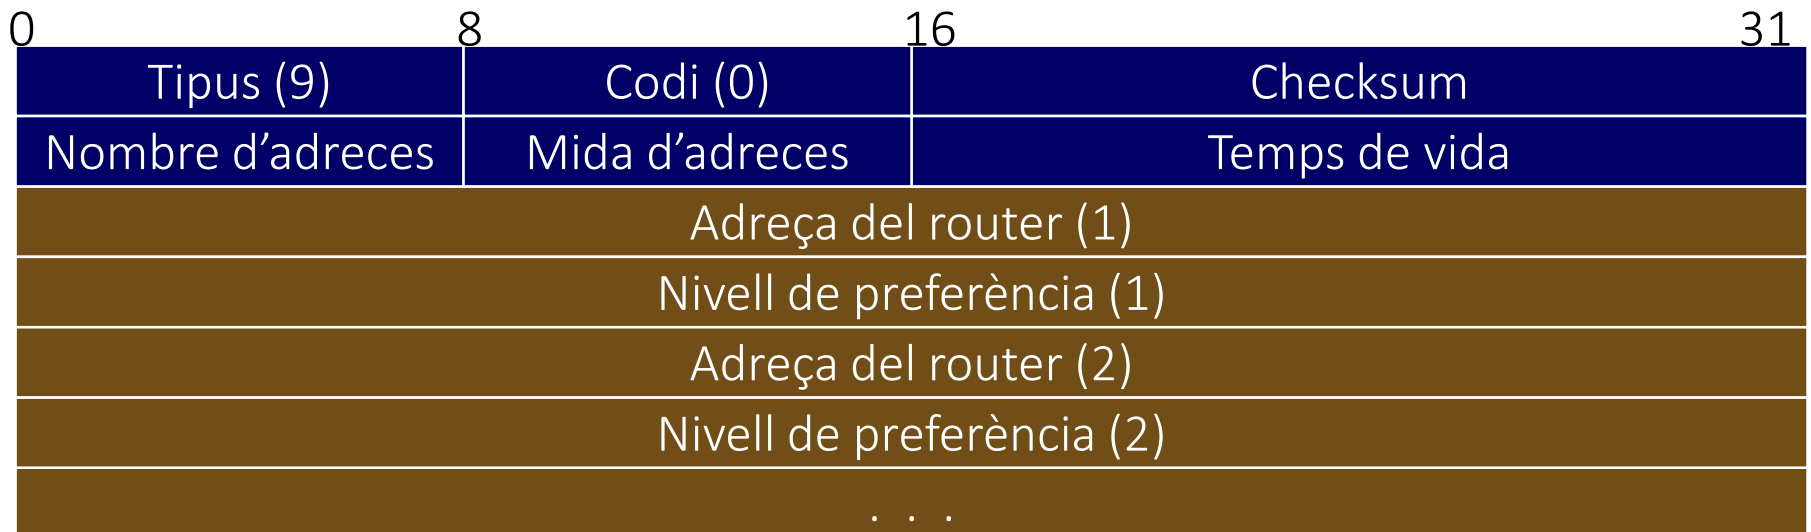 0 8 16 31
Tipus (9) Codi (0) Checksum
Nombre d’adreces Mida d’adreces Temps de vida
Adreça del router (1)
Nivell de preferència (1)
Adreça del router (2)
Nivell de preferència (2)
. . .